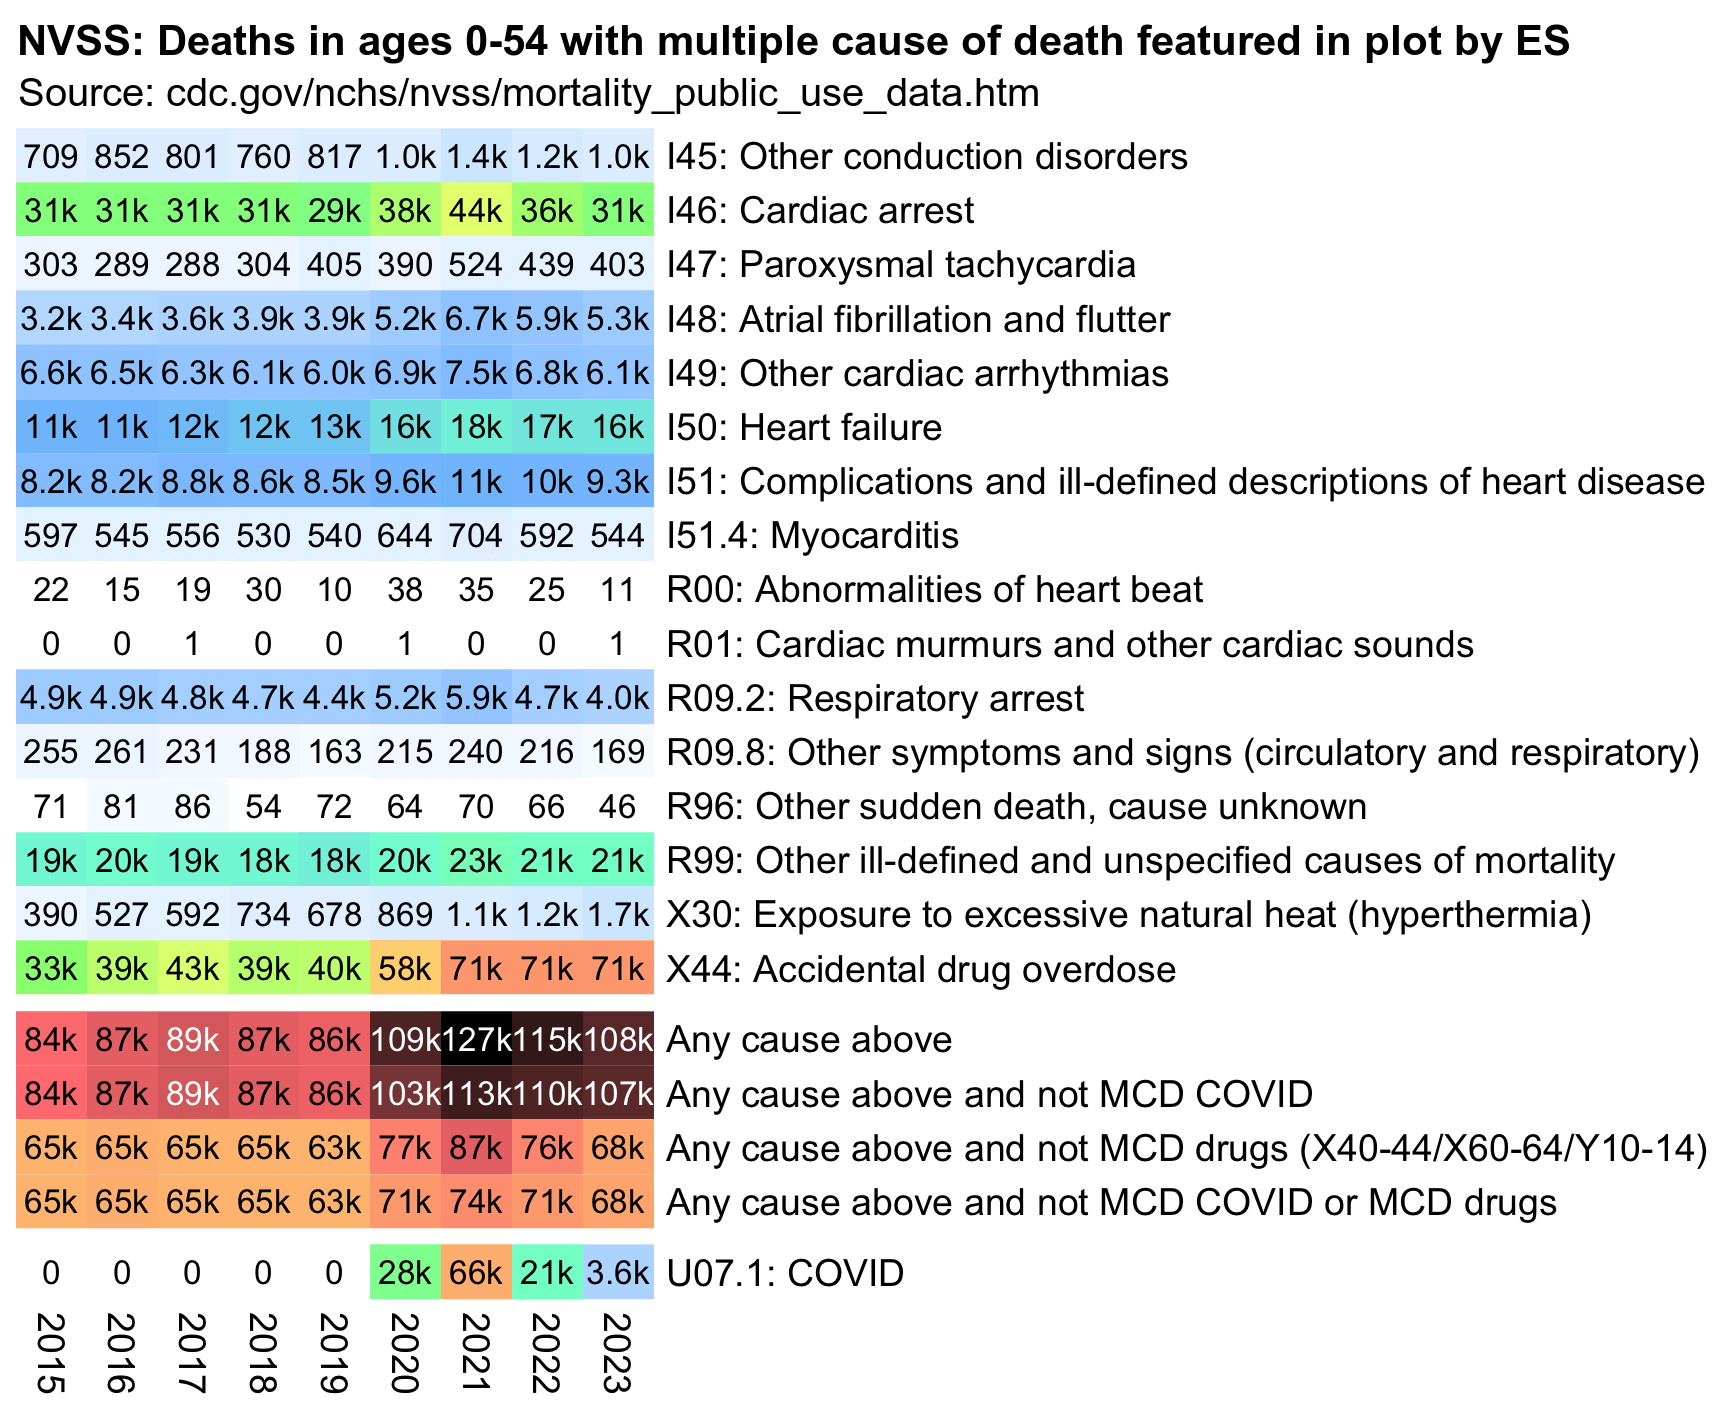 NVSS: Deaths in ages 0-54 with multiple cause of death featured in plot by ES
Source: cdc.gov/nchs/nvss/mortality_public_use_data.htm
709 852 801 760 817 1.0k 1.4k 1.2k 1.0k I45: Other conduction disorders
31k 31k 31k 31k 29k 38k 44k 36k 31k I46: Cardiac arrest
303 289 288 304 405 390 524 439 403 I47: Paroxysmal tachycardia
3.2k 3.4k 3.6k 3.9k 3.9k 5.2k 6.7k 5.9k 5.3k I48: Atrial fibrillation and flutter
6.6k 6.5k 6.3k 6.1k 6.0k 6.9k 7.5k 6.8k 6.1k I49: Other cardiac arrhythmias
11k 11k 12k 12k 13k 16k 18k 17k 16k I50: Heart failure
8.2k 8.2k 8.8k 8.6k 8.5k 9.6k 11k 10k 9.3k I51: Complications and ill-defined descriptions of heart disease
597 545 556 530 540 644 704 592 544 I51.4: Myocarditis
22 15 19 30 10 38 35 25 11 R00: Abnormalities of heart beat
0 0 1 0 0 1 0 0 1 R01: Cardiac murmurs and other cardiac sounds
4.9k 4.9k 4.8k 4.7k 4.4k 5.2k 5.9k 4.7k 4.0k R09.2: Respiratory arrest
255 261 231 188 163 215 240 216 169 R09.8: Other symptoms and signs (circulatory and respiratory)
71 81 86 54 72 64 70 66 46 R96: Other sudden death, cause unknown
19k 20k 19k 18k 18k 20k 23k 21k 21k R99: Other ill-defined and unspecified causes of mortality
390 527 592 734 678 869 1.1k 1.2k 1.7k X30: Exposure to excessive natural heat (hyperthermia)
33k 39k 43k 39k 40k 58k 71k 71k 71k X44: Accidental drug overdose
84k 87k 89k 87k 86k 109k 127k 115k 108k Any cause above
84k 87k 89k 87k 86k 103k 113k 110k 107k Any cause above and not MCD COVID
65k 65k 65k 65k 63k 77k 87k 76k 68k Any cause above and not MCD drugs (X40-44/X60-64/Y10-14)
65k 65k 65k 65k 63k 71k 74k 71k 68k Any cause above and not MCD COVID or MCD drugs
0 0 0 0 0 28k 66k 21k 3.6k U07.1: COVID
2015 2016 2017 2018 2019 2020 2021 2022 2023